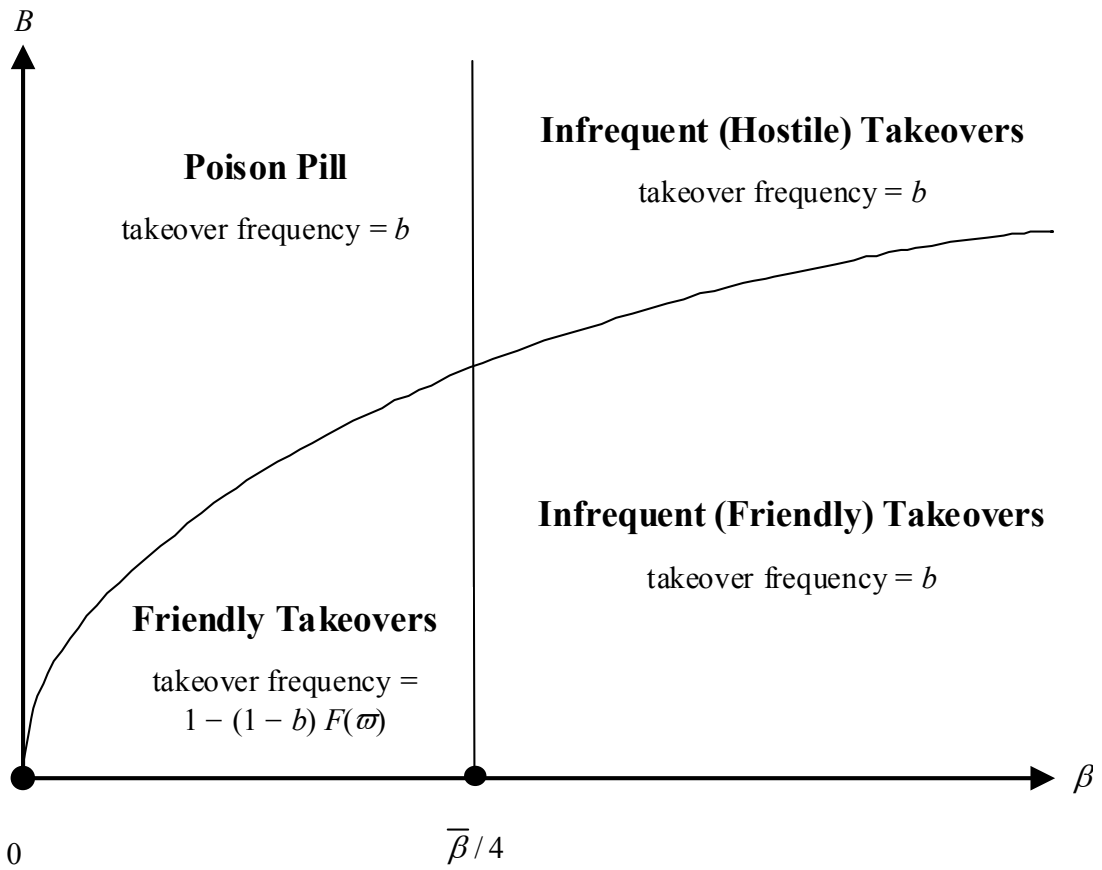 B
Poison Pill
takeover frequency = b
Infrequent (Hostile) Takeovers
takeover frequency = b
Infrequent (Friendly) Takeovers
takeover frequency = b
Friendly Takeovers
takeover frequency =
1 − (1 − b) F(ϖ)
β
0
β̅ / 4